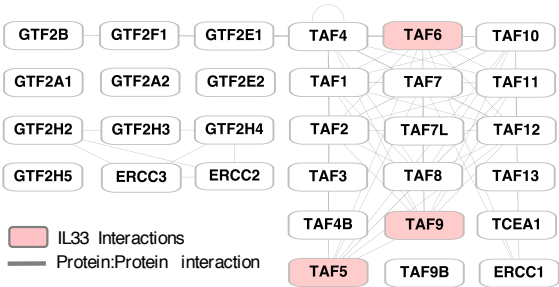 GTF2B GTF2F1 GTF2E1 TAF4 TAF6 TAF10
GTF2A1 GTF2A2 GTF2E2 TAF1 TAF7 TAF11
GTF2H2 GTF2H3 GTF2H4 TAF2 TAF7L TAF12
GTF2H5 ERCC3 ERCC2 TAF3 TAF8 TAF13
TAF4B TAF9 TCEA1
IL33 Interactions
Protein:Protein interaction
TAF5 TAF9B ERCC1